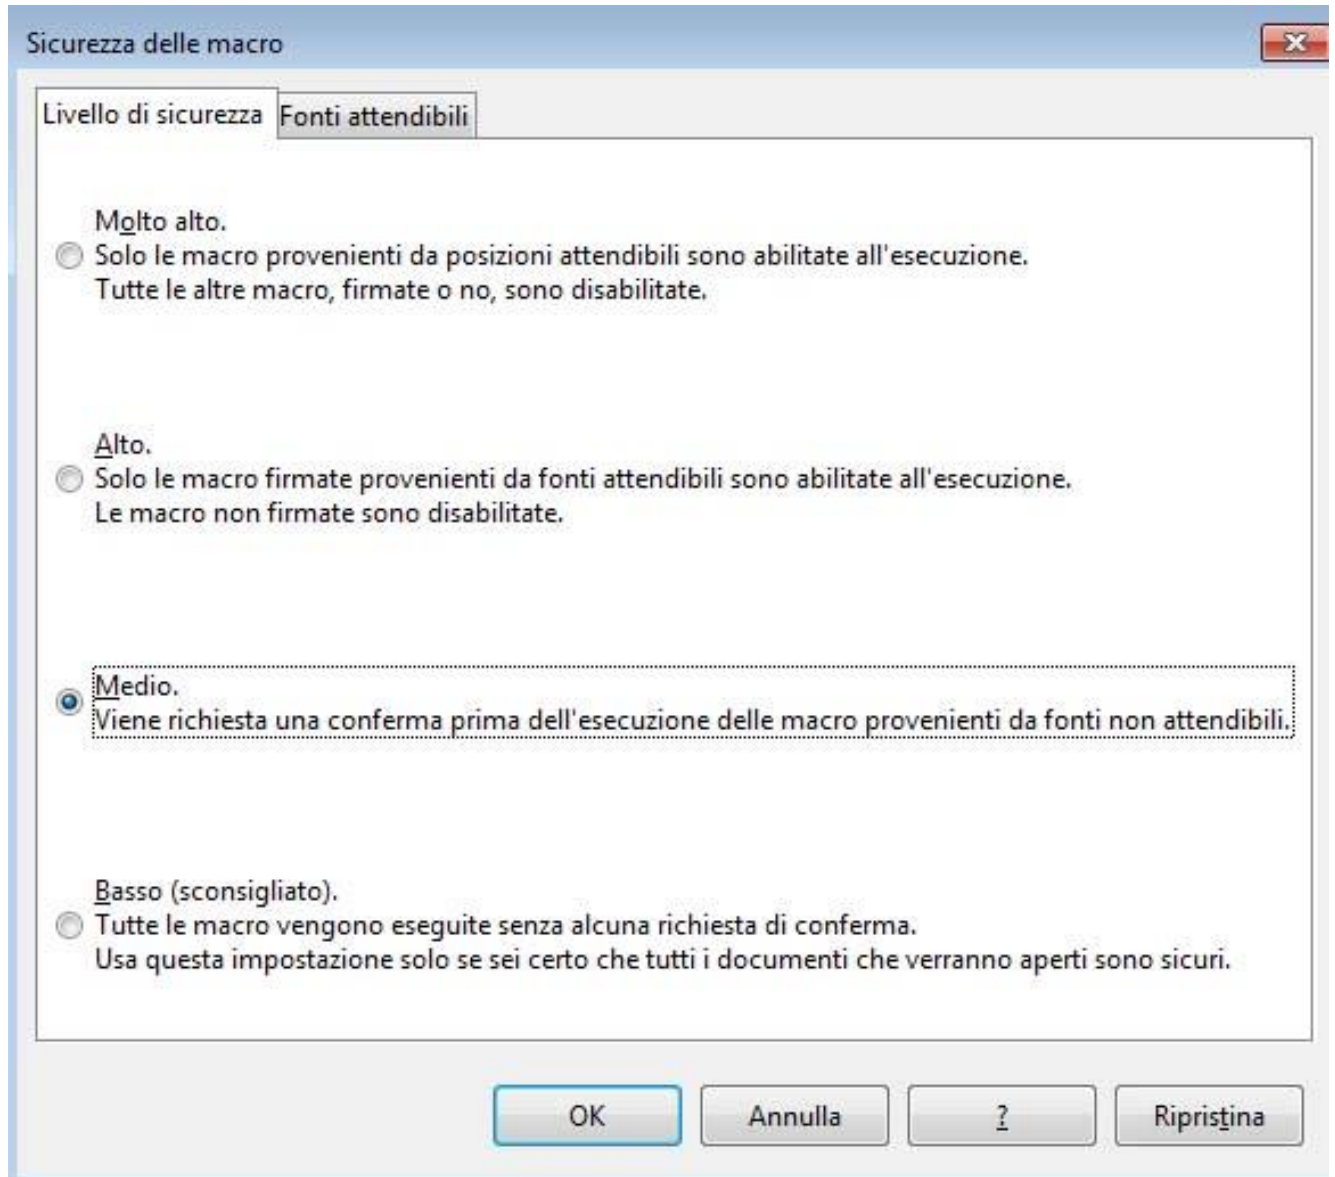 Sicurezza delle macro
Livello di sicurezza
Fonti attendibili
Molto alto.
Solo le macro provenienti da posizioni attendibili sono abilitate all'esecuzione.
Tutte le altre macro, firmate o no, sono disabilitate.
Alto.
Solo le macro firmate provenienti da fonti attendibili sono abilitate all'esecuzione.
Le macro non firmate sono disabilitate.
Medio.
Viene richiesta una conferma prima dell'esecuzione delle macro provenienti da fonti non attendibili.
Basso (sconsigliato).
Tutte le macro vengono eseguite senza alcuna richiesta di conferma.
Usa questa impostazione solo se sei certo che tutti i documenti che verranno aperti sono sicuri.
OK
Annulla
?
Ripristina